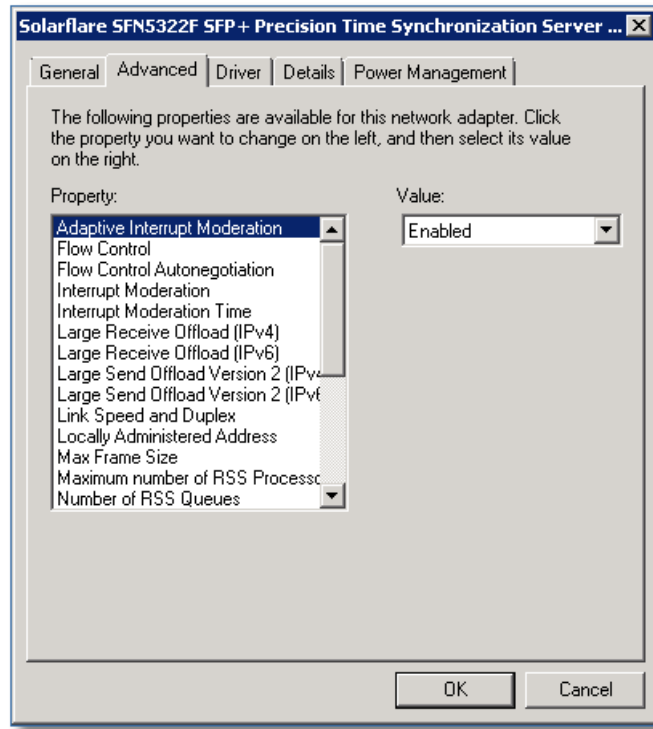 Solarflare SFN5322F SFP+ Precision Time Synchronization Server ...
General Advanced Driver Details Power Management
The following properties are available for this network adapter. Click
the property you want to change on the left, and then select its value
on the right.
Property: Value:
Adaptive Interrupt Moderation Enabled
Flow Control
Flow Control Autonegotiation
Interrupt Moderation
Interrupt Moderation Time
Large Receive Offload (IPv4)
Large Receive Offload (IPv6)
Large Send Offload Version 2 (IPv4
Large Send Offload Version 2 (IPv6
Link Speed and Duplex
Locally Administered Address
Max Frame Size
Maximum number of RSS Processo
Number of RSS Queues
OK Cancel